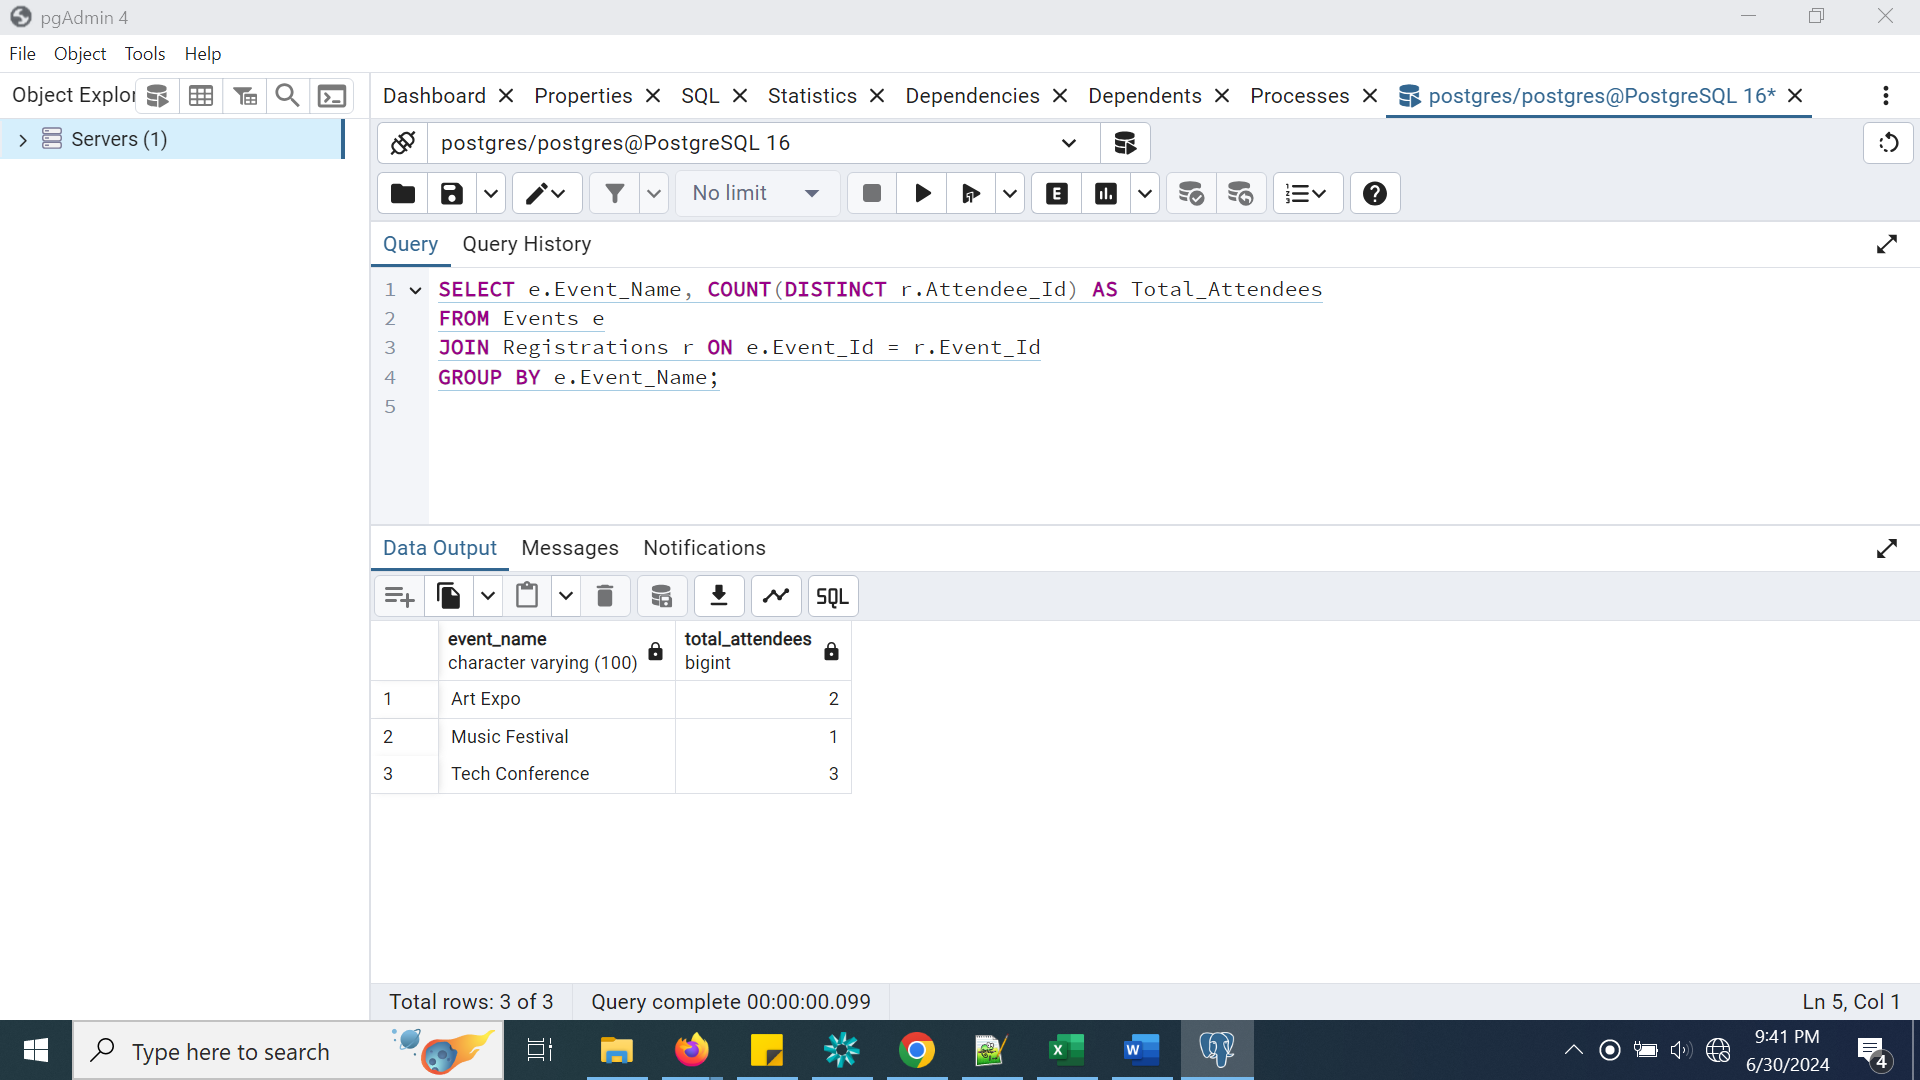 pgAdmin 4
File Object Tools Help
Object Explor
Dashboard Properties SQL Statistics Dependencies Dependents Processes postgres/postgres@PostgreSQL 16*
Servers (1)
postgres/postgres@PostgreSQL 16
No limit E
Query Query History
1 SELECT e.Event_Name, COUNT(DISTINCT r.Attendee_Id) AS Total_Attendees
2 FROM Events e
3 JOIN Registrations r ON e.Event_Id = r.Event_Id
4 GROUP BY e.Event_Name;
5
Data Output Messages Notifications
SQL
event_name total_attendees
character varying (100) bigint
1 Art Expo 2
2 Music Festival 1
3 Tech Conference 3
Total rows: 3 of 3 Query complete 00:00:00.099 Ln 5, Col 1
Type here to search
9:41 PM
6/30/2024
4